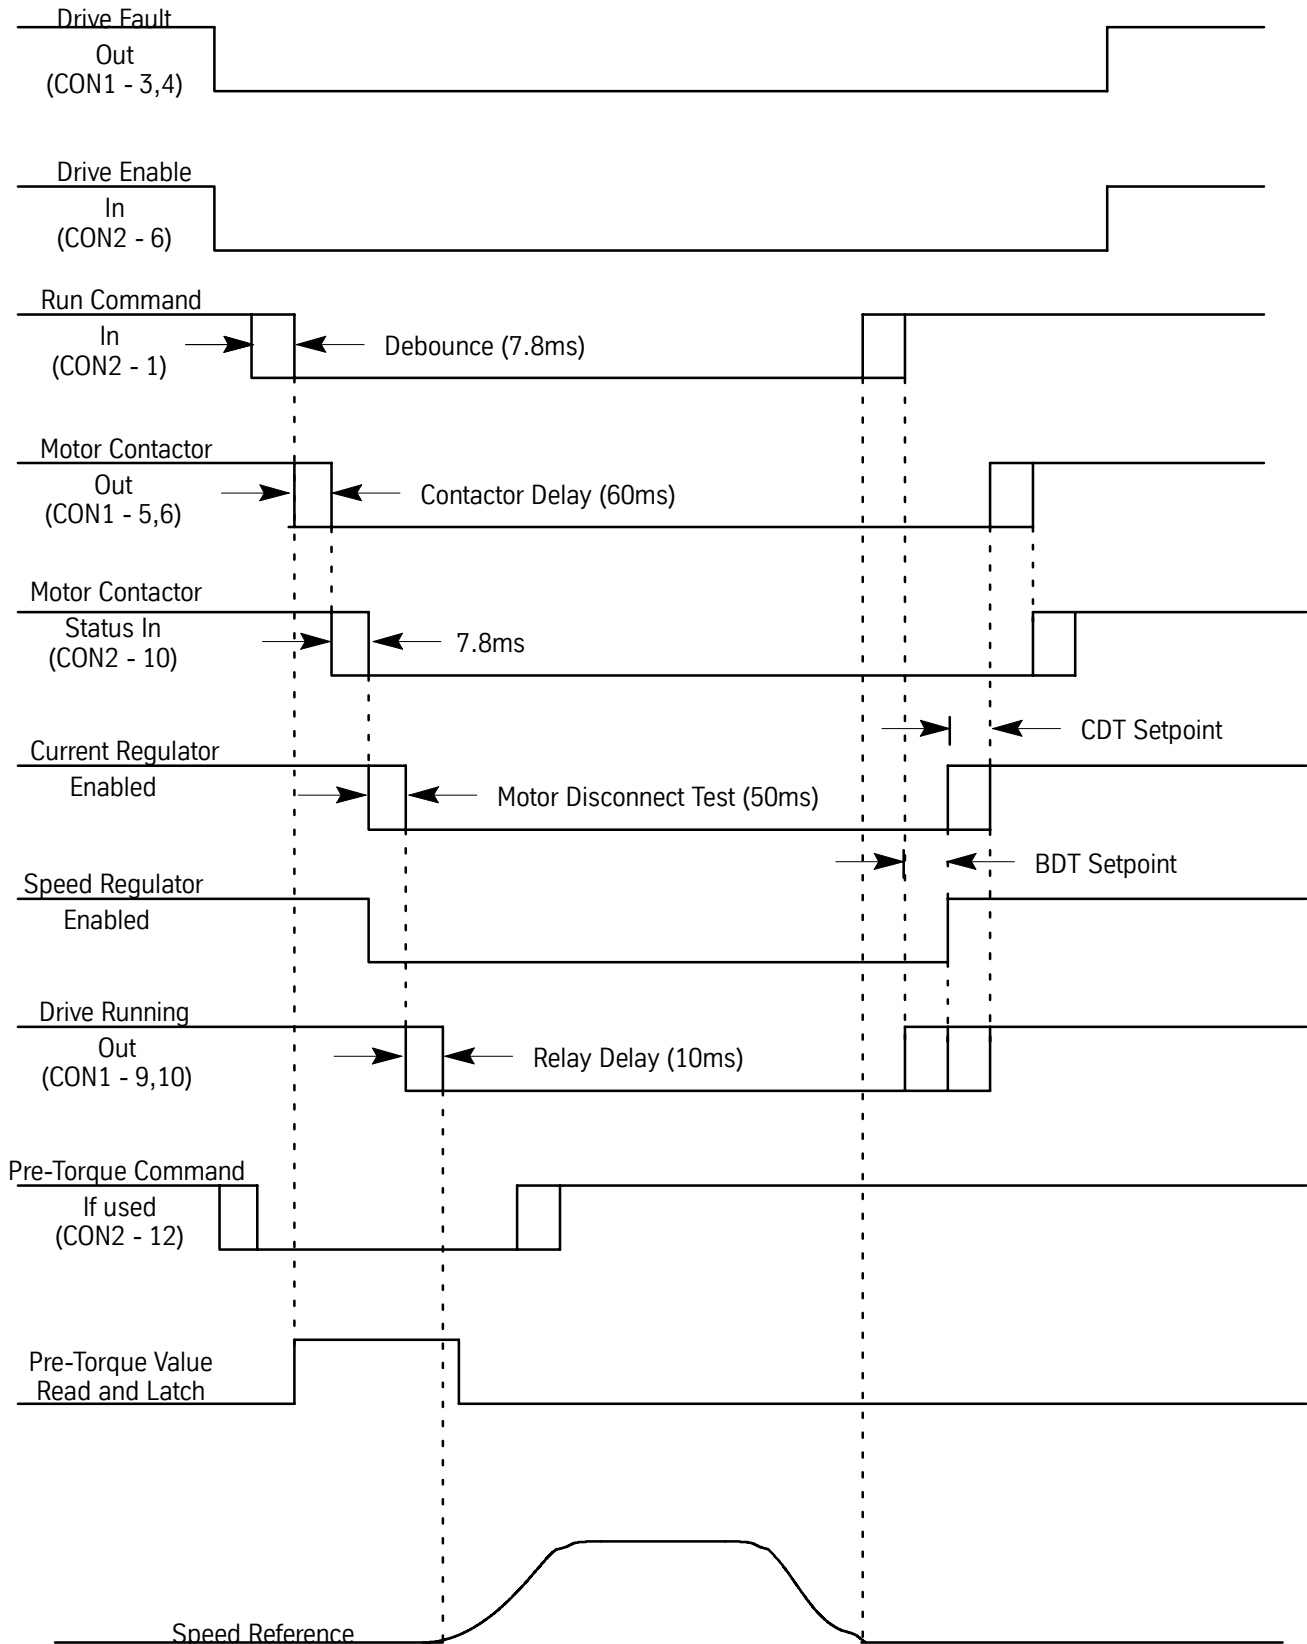 Drive Fault
Out
(CON1 - 3,4)
Drive Enable
In
(CON2 - 6)
Run Command
In
(CON2 - 1)
Debounce (7.8ms)
Motor Contactor
Out
(CON1 - 5,6)
Contactor Delay (60ms)
Motor Contactor
Status In
(CON2 - 10)
7.8ms
CDT Setpoint
Current Regulator
Enabled
Motor Disconnect Test (50ms)
BDT Setpoint
Speed Regulator
Enabled
Drive Running
Out
(CON1 - 9,10)
Relay Delay (10ms)
Pre-Torque Command
If used
(CON2 - 12)
Pre-Torque Value
Read and Latch
Speed Reference